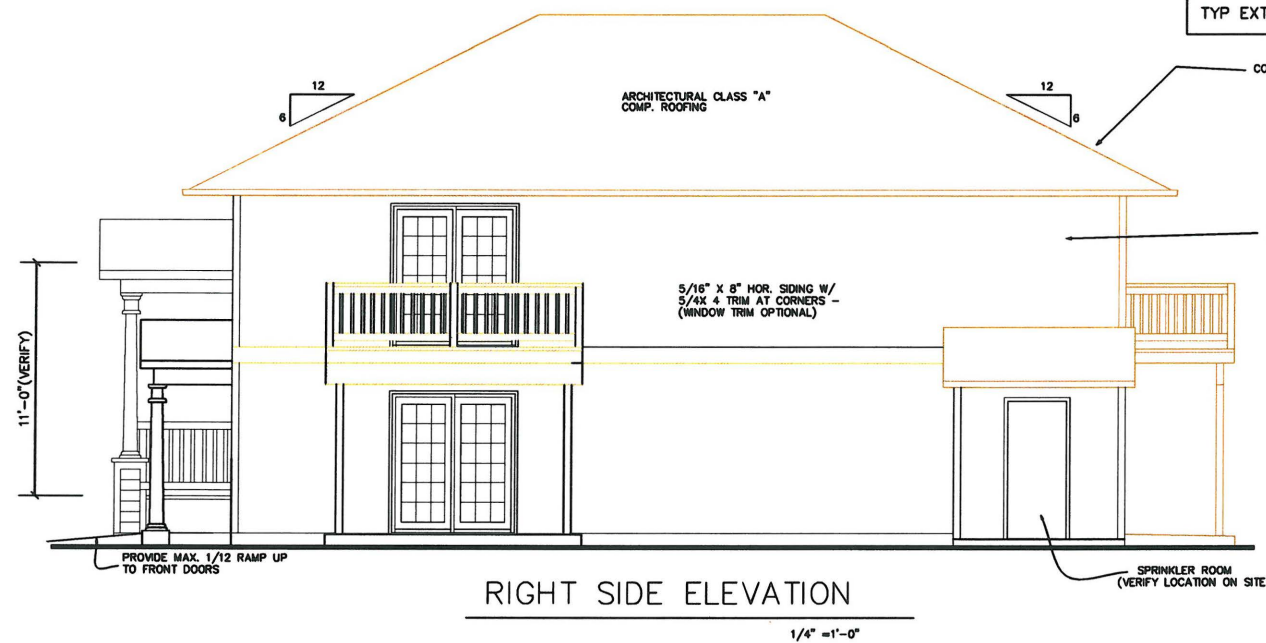 TYP EXT
12
6
ARCHITECTURAL CLASS "A"
COMP. ROOFING
12
6
5/16" X 8" HOR. SIDING W/
5/4X 4 TRIM AT CORNERS –
(WINDOW TRIM OPTIONAL)
11'-0"(VERIFY)
PROVIDE MAX. 1/12 RAMP UP
TO FRONT DOORS
SPRINKLER ROOM
(VERIFY LOCATION ON SITE
RIGHT SIDE ELEVATION
1/4" =1'-0"